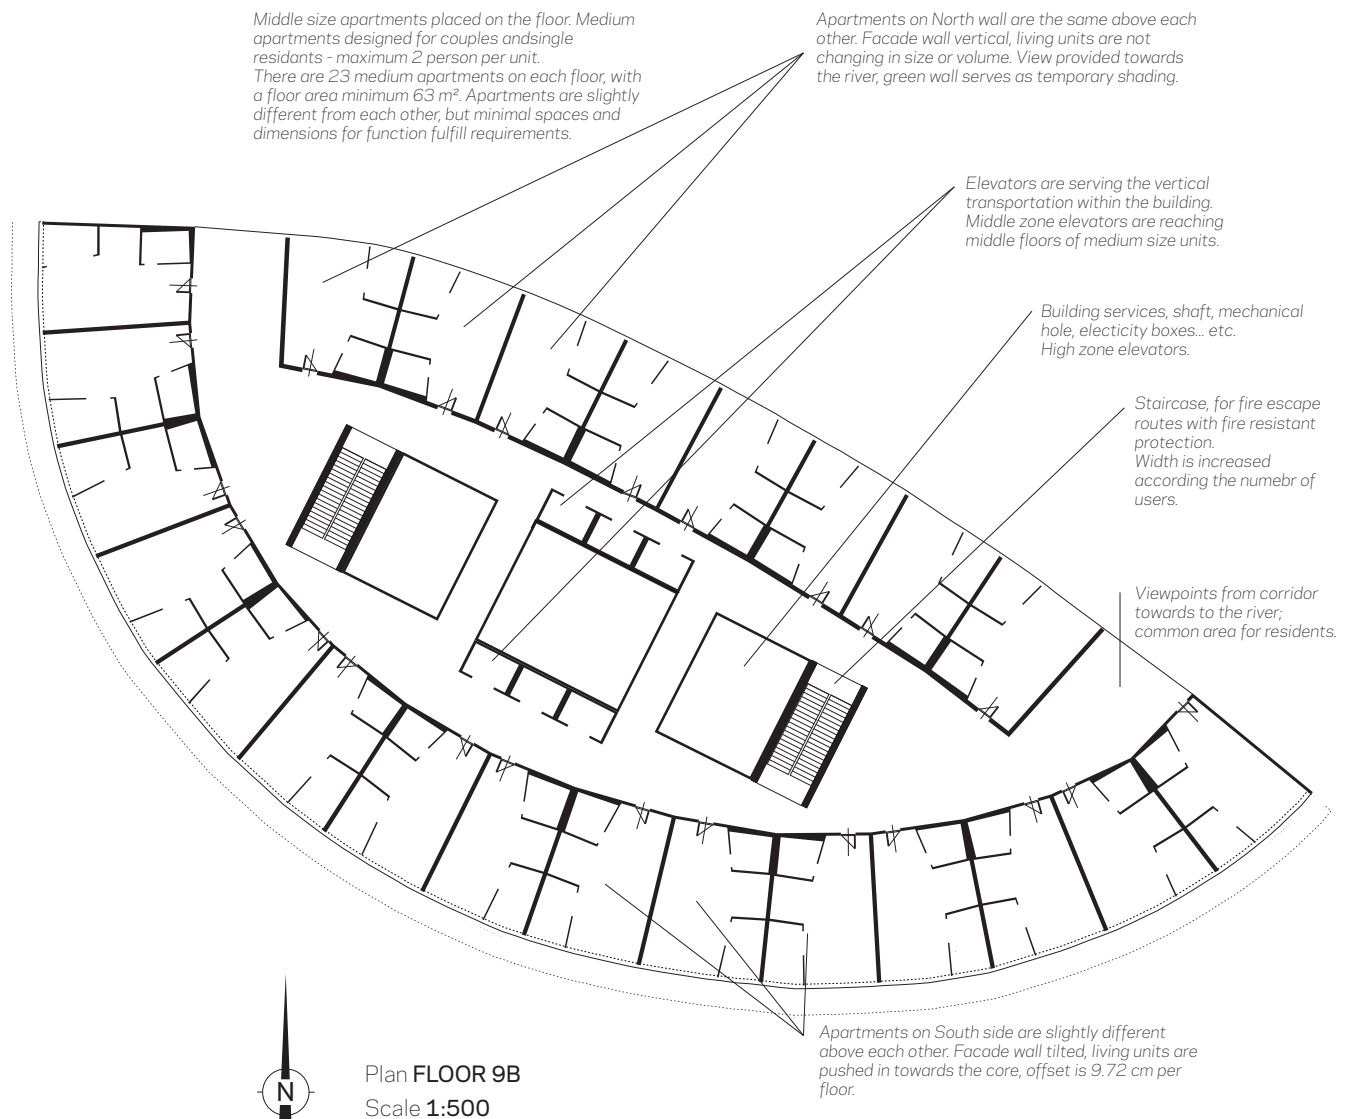 Middle size apartments placed on the floor. Medium
apartments designed for couples andsingle
residants - maximum 2 person per unit.
There are 23 medium apartments on each floor, with
a floor area minimum 63 m². Apartments are slightly
different from each other, but minimal spaces and
dimensions for function fulfill requirements.
Apartments on North wall are the same above each
other. Facade wall vertical, living units are not
changing in size or volume. View provided towards
the river, green wall serves as temporary shading.
Elevators are serving the vertical
transportation within the building.
Middle zone elevators are reaching
middle floors of medium size units.
Building services, shaft, mechanical
hole, electicity boxes... etc.
High zone elevators.
Staircase, for fire escape
routes with fire resistant
protection.
Width is increased
according the numebr of
users.
Viewpoints from corridor
towards to the river;
common area for residents.
Apartments on South side are slightly different
above each other. Facade wall tilted, living units are
pushed in towards the core, offset is 9.72 cm per
floor.
N
Plan FLOOR 9B
Scale 1:500